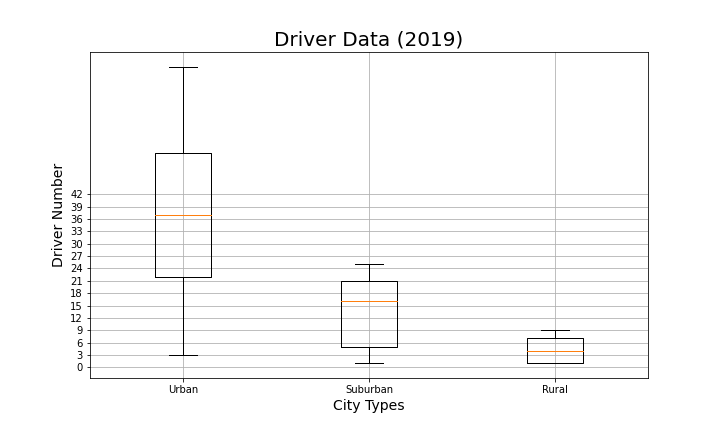 Driver Data (2019)
Driver Number
42
39
36
33
30
27
24
21
18
15
12
9
6
3
0
Urban
Suburban
Rural
City Types